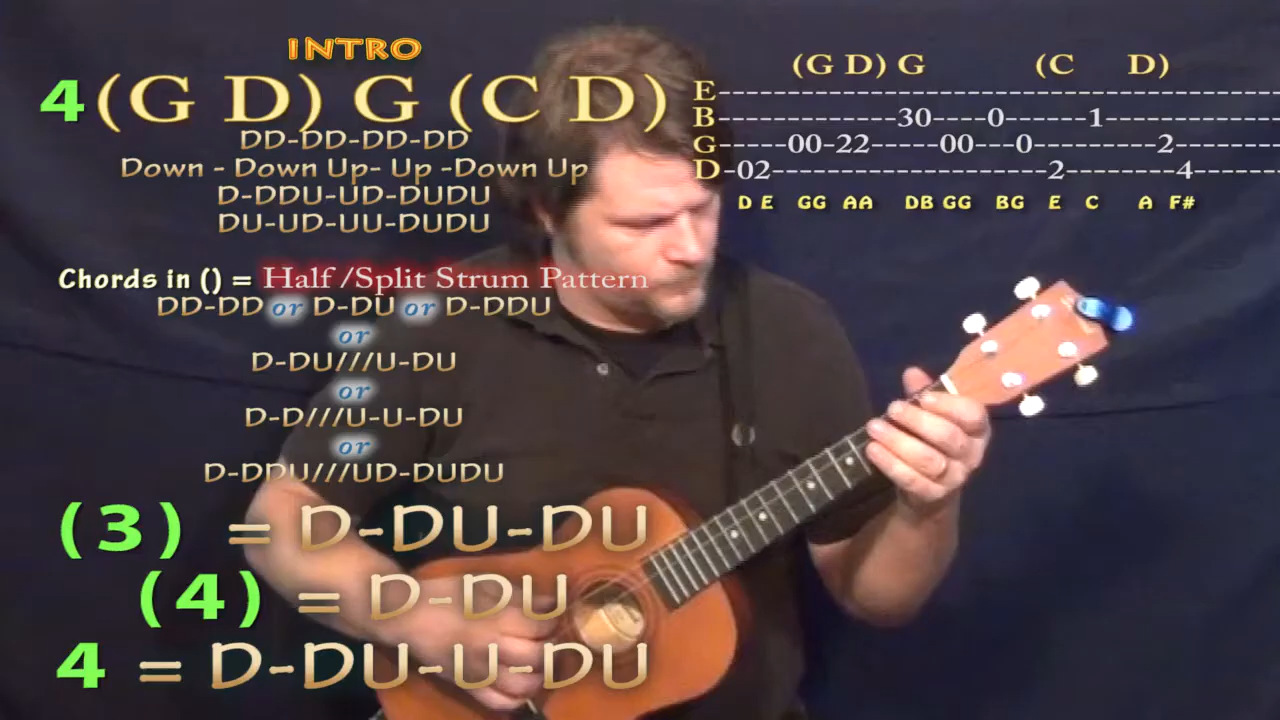 INTRO
4(G D) G (C D)
DD-DD-DD-DD
Down - Down Up- Up -Down Up
D-DDU-UD-DUDU
DU-UD-UU-DUDU
Chords in () = Half /Split Strum Pattern
DD-DD or D-DU or D-DDU
or
D-DU///U-DU
or
D-D///U-U-DU
or
D-DDU///UD-DUDU
(3) = D-DU-DU
(4) = D-DU
4 = D-DU-U-DU
(G D) G (C D)
E----------------------------------------------
B---------------30----0------1-----------------
G------00-22-------00----0----------2----------
D-02-------------------------2---------4-------
D E GG AA DB GG BG E C A F#